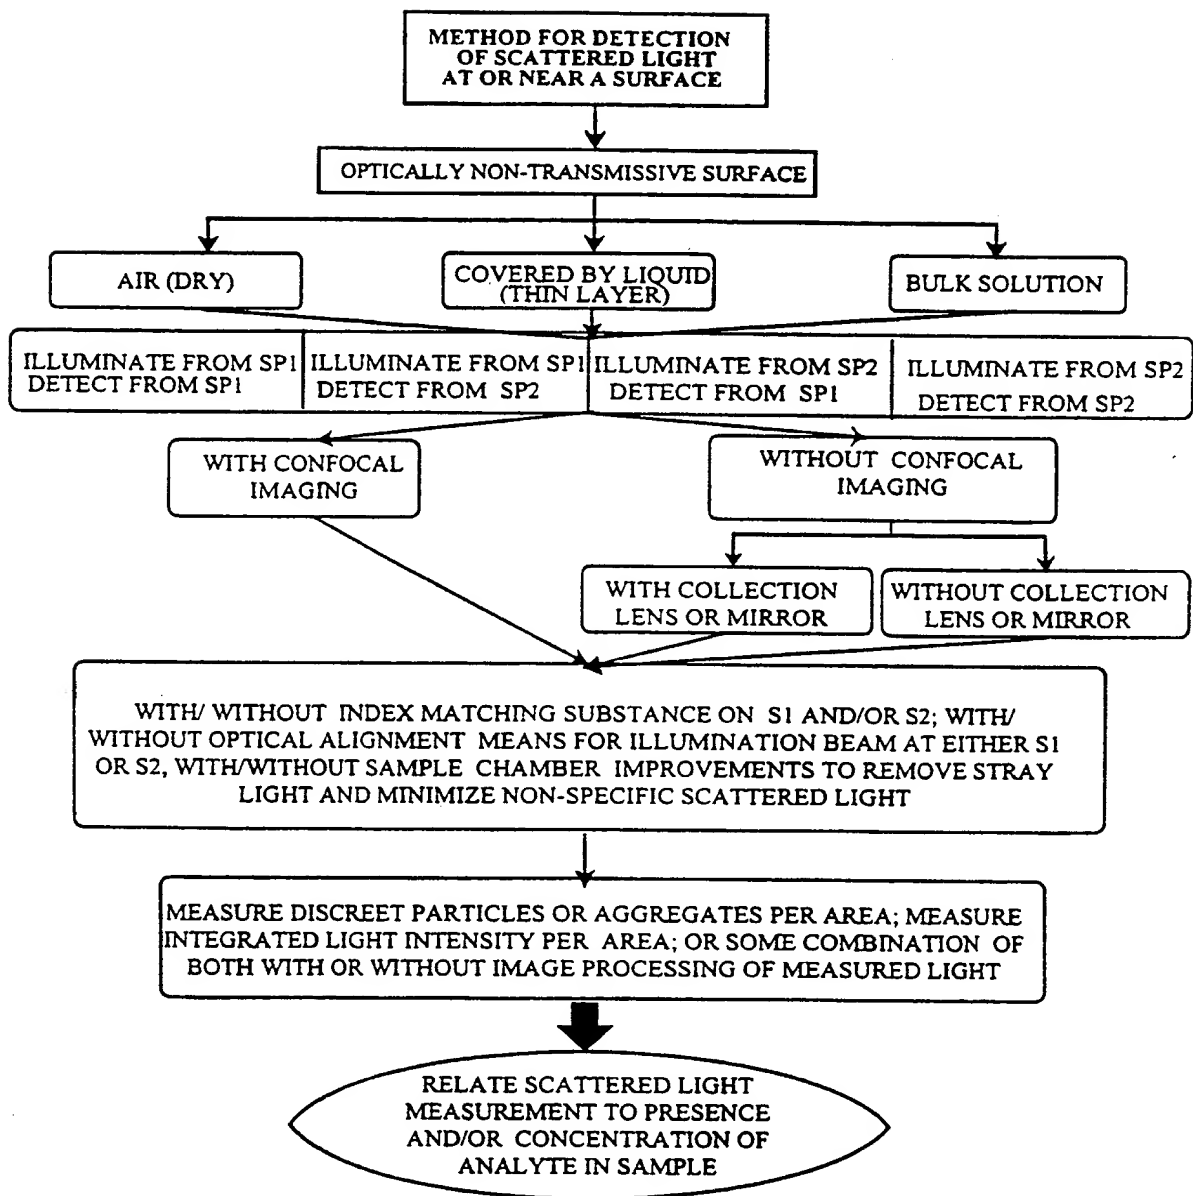 METHOD FOR DETECTION
OF SCATTERED LIGHT
AT OR NEAR A SURFACE
OPTICALLY NON-TRANSMISSIVE SURFACE
AIR (DRY)
COVERED BY LIQUID
(THIN LAYER)
BULK SOLUTION
ILLUMINATE FROM SP1
DETECT FROM SP1
ILLUMINATE FROM SP1
DETECT FROM SP2
ILLUMINATE FROM SP2
DETECT FROM SP1
ILLUMINATE FROM SP2
DETECT FROM SP2
WITH CONFOCAL
IMAGING
WITHOUT CONFOCAL
IMAGING
WITH COLLECTION
LENS OR MIRROR
WITHOUT COLLECTION
LENS OR MIRROR
WITH/ WITHOUT INDEX MATCHING SUBSTANCE ON S1 AND/OR S2; WITH/
WITHOUT OPTICAL ALIGNMENT MEANS FOR ILLUMINATION BEAM AT EITHER S1
OR S2, WITH/WITHOUT SAMPLE CHAMBER IMPROVEMENTS TO REMOVE STRAY
LIGHT AND MINIMIZE NON-SPECIFIC SCATTERED LIGHT
MEASURE DISCREET PARTICLES OR AGGREGATES PER AREA; MEASURE
INTEGRATED LIGHT INTENSITY PER AREA; OR SOME COMBINATION OF
BOTH WITH OR WITHOUT IMAGE PROCESSING OF MEASURED LIGHT
RELATE SCATTERED LIGHT
MEASUREMENT TO PRESENCE
AND/OR CONCENTRATION OF
ANALYTE IN SAMPLE